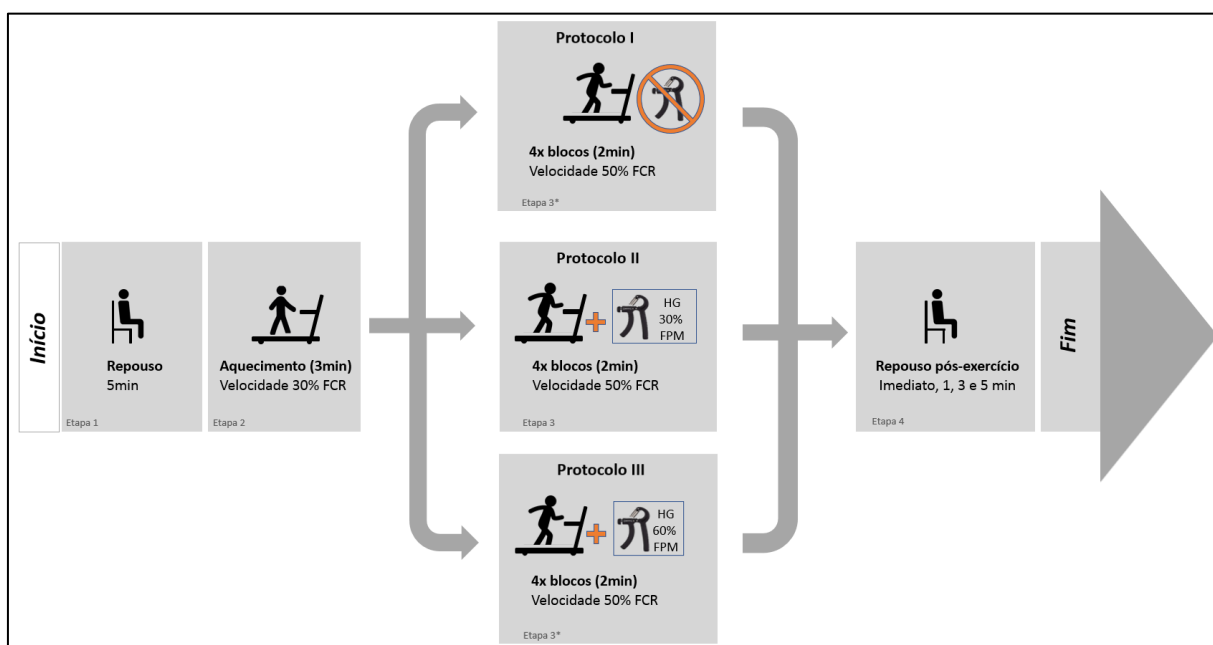 Início
Repouso
5min
Etapa 1
Aquecimento (3min)
Velocidade 30% FCR
Etapa 2
Protocolo I
4x blocos (2min)
Velocidade 50% FCR
Etapa 3*
Protocolo II
HG
30%
FPM
4x blocos (2min)
Velocidade 50% FCR
Etapa 3
Protocolo III
HG
60%
FPM
4x blocos (2min)
Velocidade 50% FCR
Etapa 3*
Repouso pós-exercício
Imediato, 1, 3 e 5 min
Etapa 4
Fim